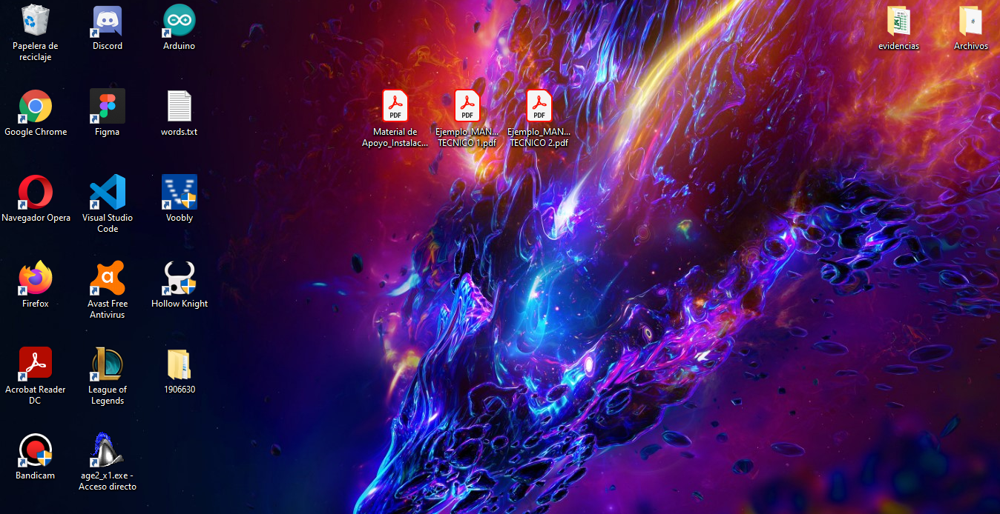 Papelera de
reciclaje
Discord
Arduino
evidencias
Archivos
Google Chrome
Figma
words.txt
PDF
Material de
Apoyo_Instalac...
PDF
Ejemplo_MAN...
TECNICO 1.pdf
PDF
Ejemplo_MAN...
TECNICO 2.pdf
Navegador Opera
Visual Studio
Code
Voobly
Firefox
Avast Free
Antivirus
Hollow Knight
Acrobat Reader
DC
League of
Legends
1906630
Bandicam
age2_x1.exe -
Acceso directo